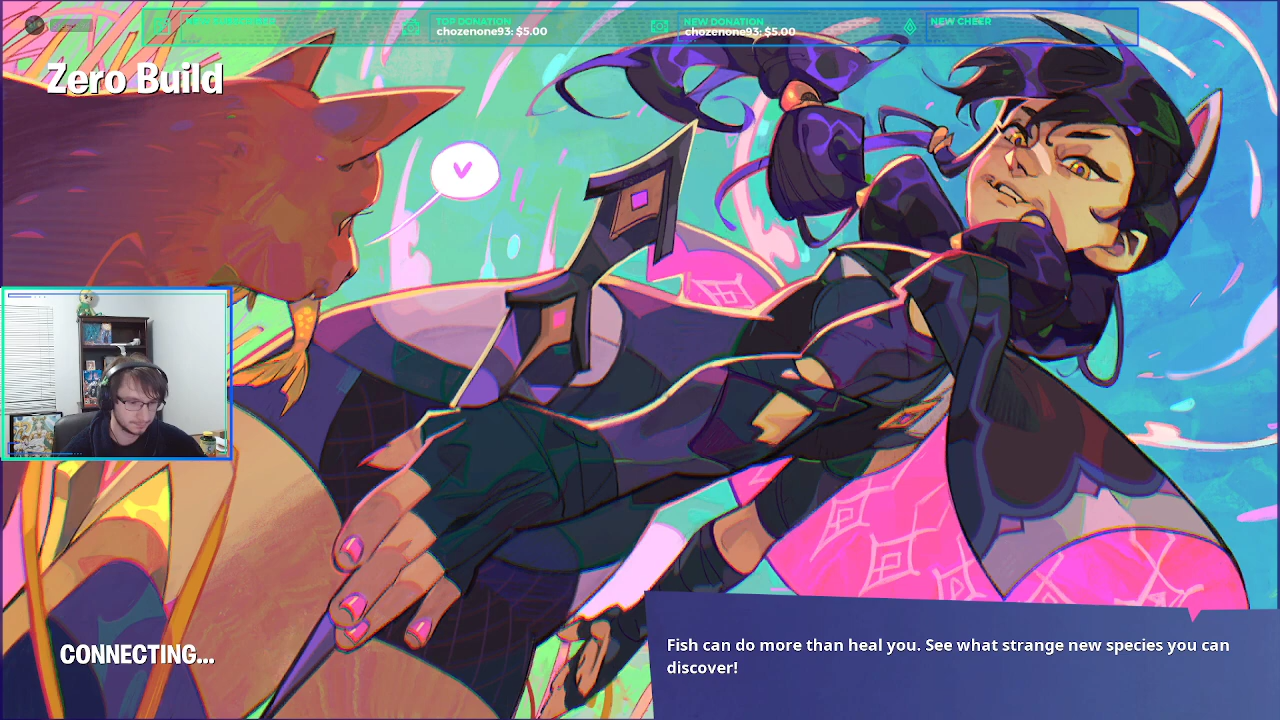 TOP DONATION
chozenone93: $5.00
NEW DONATION
chozenone93: $5.00
NEW CHEER
Zero Build
CONNECTING...
Fish can do more than heal you. See what strange new species you can
discover!